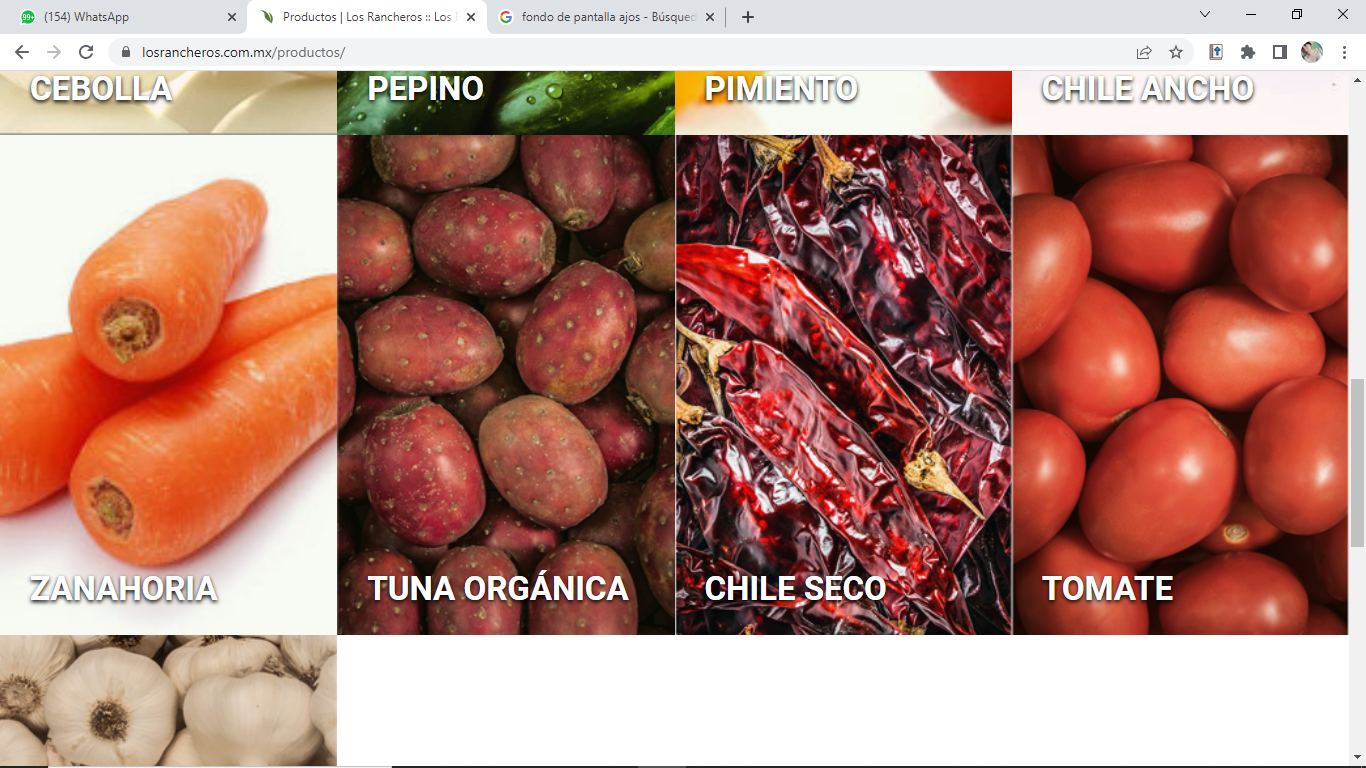 99+
(154) WhatsApp
Productos | Los Rancheros :: Los
fondo de pantalla ajos - Búsqued
losrancheros.com.mx/productos/
CEBOLLA
PEPINO
PIMIENTO
CHILE ANCHO
ZANAHORIA
TUNA ORGÁNICA
CHILE SECO
TOMATE